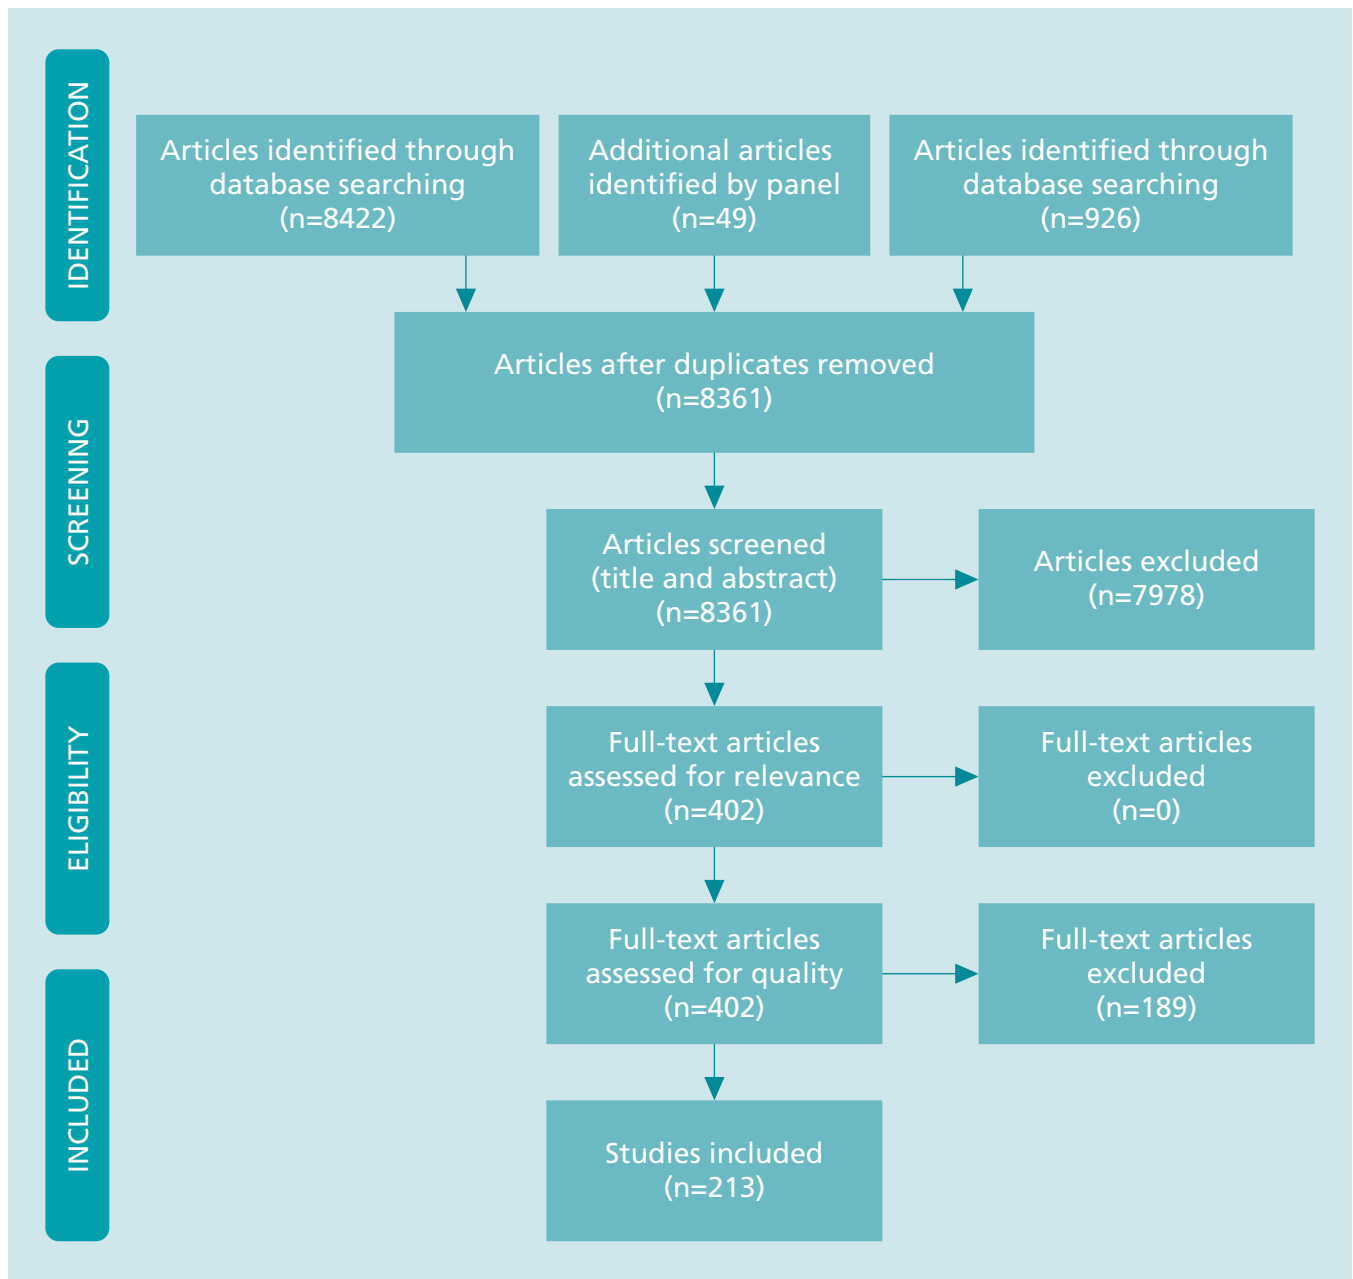 IDENTIFICATION
Articles identified through
database searching
(n=8422)
Additional articles
identified by panel
(n=49)
Articles identified through
database searching
(n=926)
Articles after duplicates removed
(n=8361)
SCREENING
Articles screened
(title and abstract)
(n=8361)
Articles excluded
(n=7978)
ELIGIBILITY
Full-text articles
assessed for relevance
(n=402)
Full-text articles
excluded
(n=0)
Full-text articles
assessed for quality
(n=402)
Full-text articles
excluded
(n=189)
INCLUDED
Studies included
(n=213)